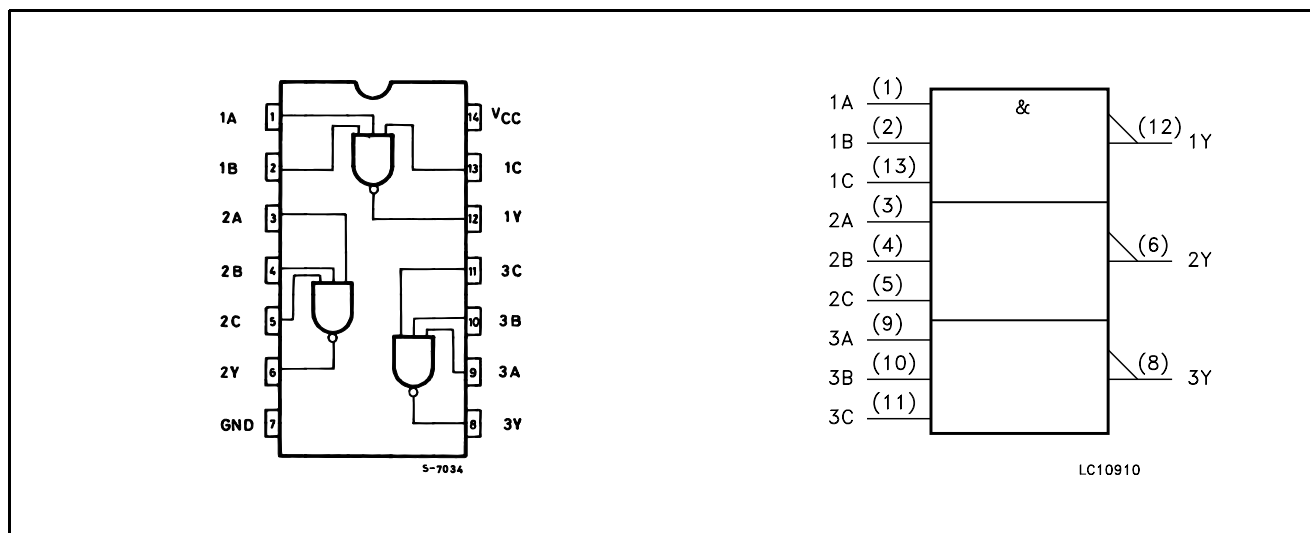 1A 1 14 VCC
1B 2 13 1C
2A 3 12 1Y
2B 4 11 3C
2C 5 10 3B
2Y 6 9 3A
GND 7 8 3Y
S-7034
&
1A (1)
1B (2)
1C (13)
2A (3)
2B (4)
2C (5)
3A (9)
3B (10)
3C (11)
(12) 1Y
(6) 2Y
(8) 3Y
LC10910